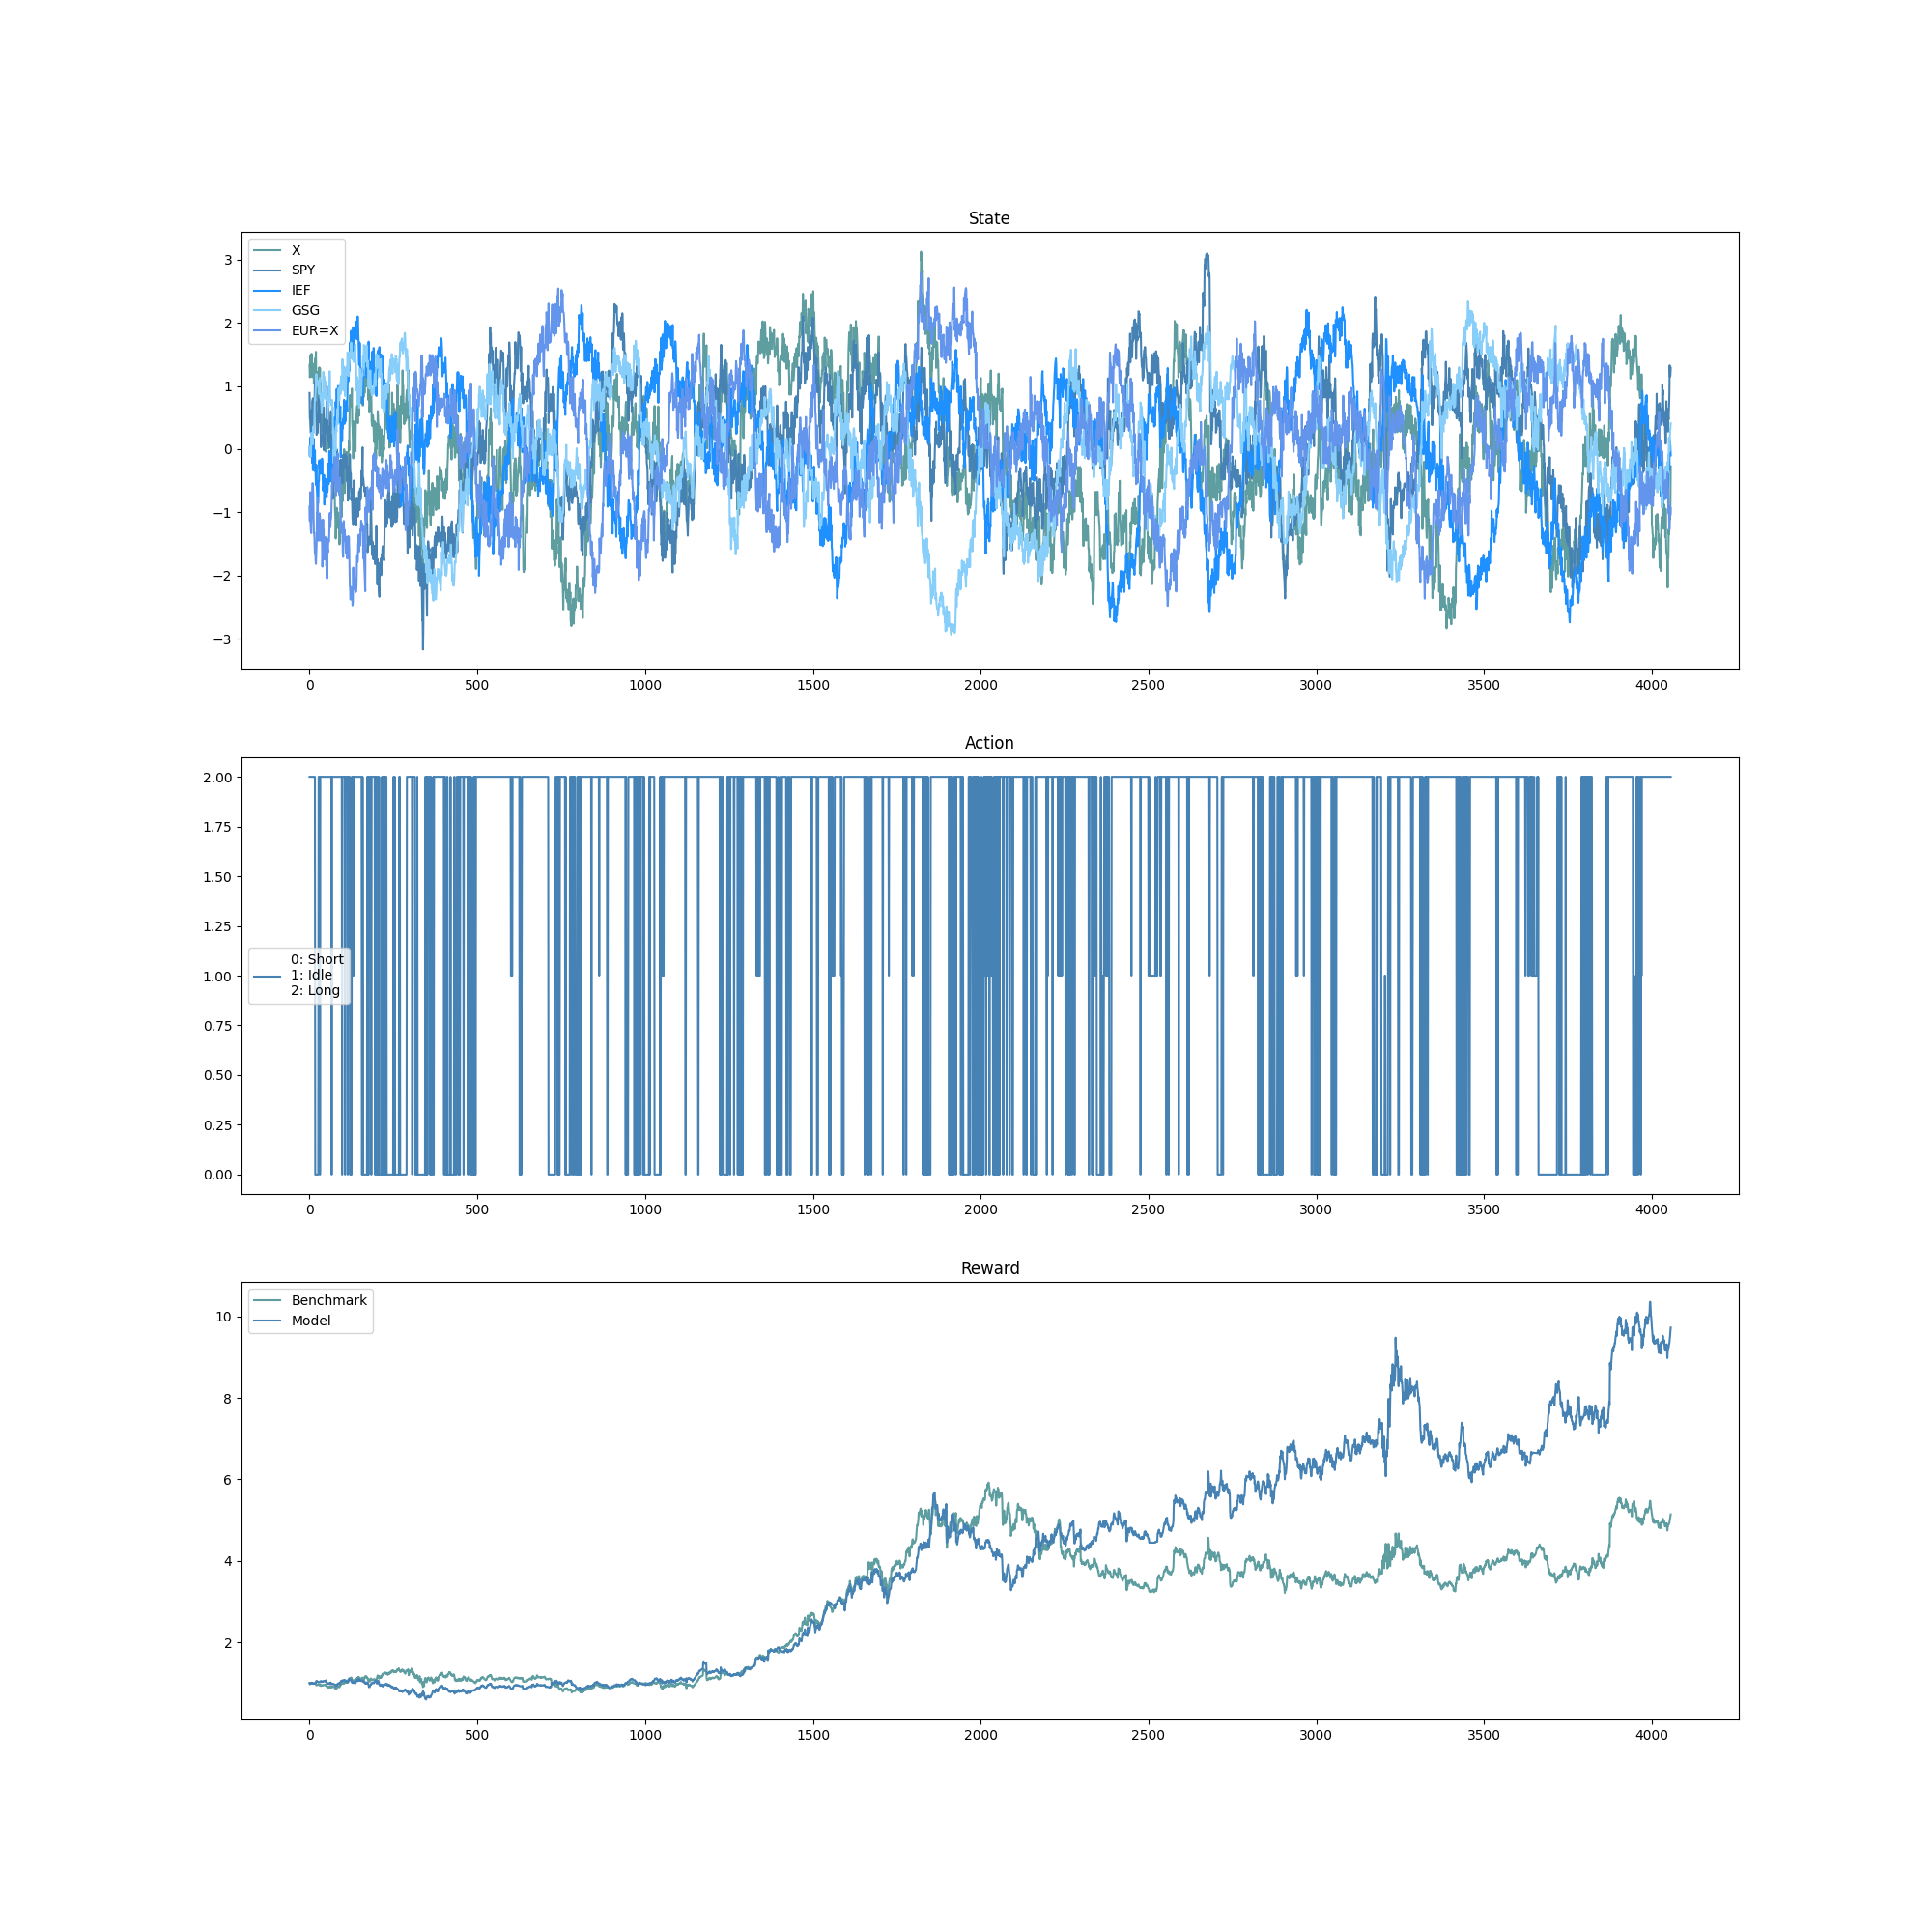 State
3
2
1
0
−1
−2
−3
X
SPY
IEF
GSG
EUR=X
0 500 1000 1500 2000 2500 3000 3500 4000
Action
2.00
1.75
1.50
1.25
1.00
0.75
0.50
0.25
0.00
0: Short
1: Idle
2: Long
0 500 1000 1500 2000 2500 3000 3500 4000
Reward
10
8
6
4
2
Benchmark
Model
0 500 1000 1500 2000 2500 3000 3500 4000